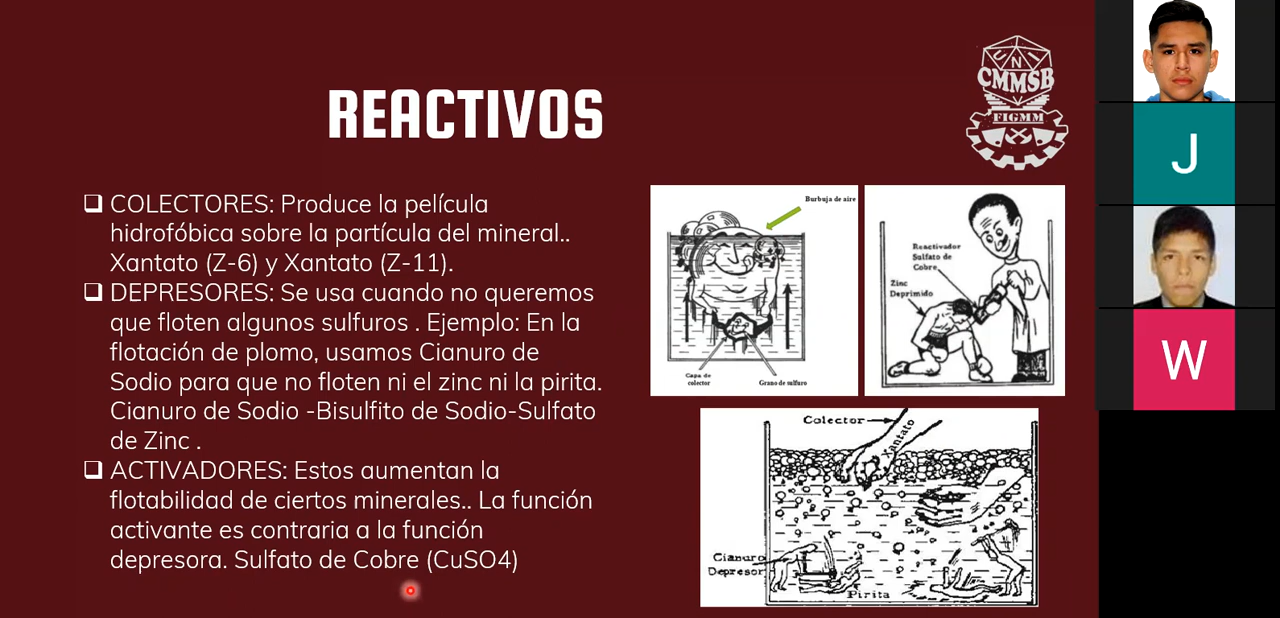 REACTIVOS
UNI
CMMSB
FIGMM
COLECTORES: Produce la película
hidrofóbica sobre la partícula del mineral..
Xantato (Z-6) y Xantato (Z-11).
DEPRESORES: Se usa cuando no queremos
que floten algunos sulfuros . Ejemplo: En la
flotación de plomo, usamos Cianuro de
Sodio para que no floten ni el zinc ni la pirita.
Cianuro de Sodio -Bisulfito de Sodio-Sulfato
de Zinc .
ACTIVADORES: Estos aumentan la
flotabilidad de ciertos minerales.. La función
activante es contraria a la función
depresora. Sulfato de Cobre (CuSO4)
Burbuja de aire
Capa de
colector
Grano de sulfuro
Reactivador
Sulfato de
Cobre
Zinc
Deprimido
Colector
Xantato
Cianuro
Depresor
Pirita
J
W